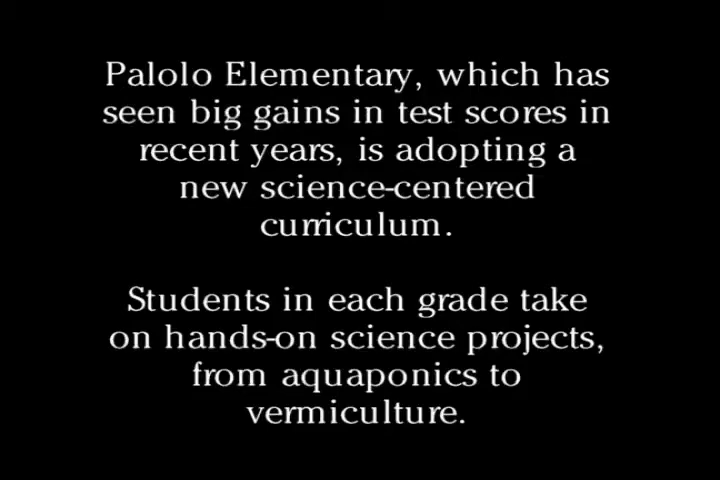 Palolo Elementary, which has
seen big gains in test scores in
recent years, is adopting a
new science-centered
curriculum.
Students in each grade take
on hands-on science projects,
from aquaponics to
vermiculture.